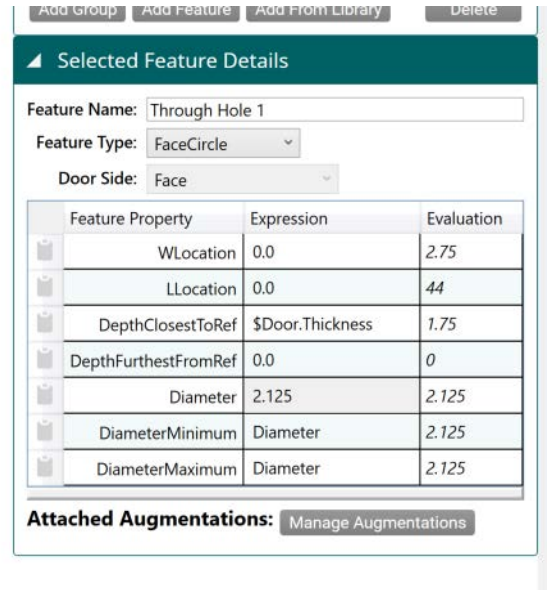 Add Group Add Feature Add From Library Delete
Selected Feature Details
Feature Name: Through Hole 1
Feature Type: FaceCircle
Door Side: Face
Feature Property Expression Evaluation
WLocation 0.0 2.75
LLocation 0.0 44
DepthClosestToRef $Door.Thickness 1.75
DepthFurthestFromRef 0.0 0
Diameter 2.125 2.125
DiameterMinimum Diameter 2.125
DiameterMaximum Diameter 2.125
Attached Augmentations: Manage Augmentations